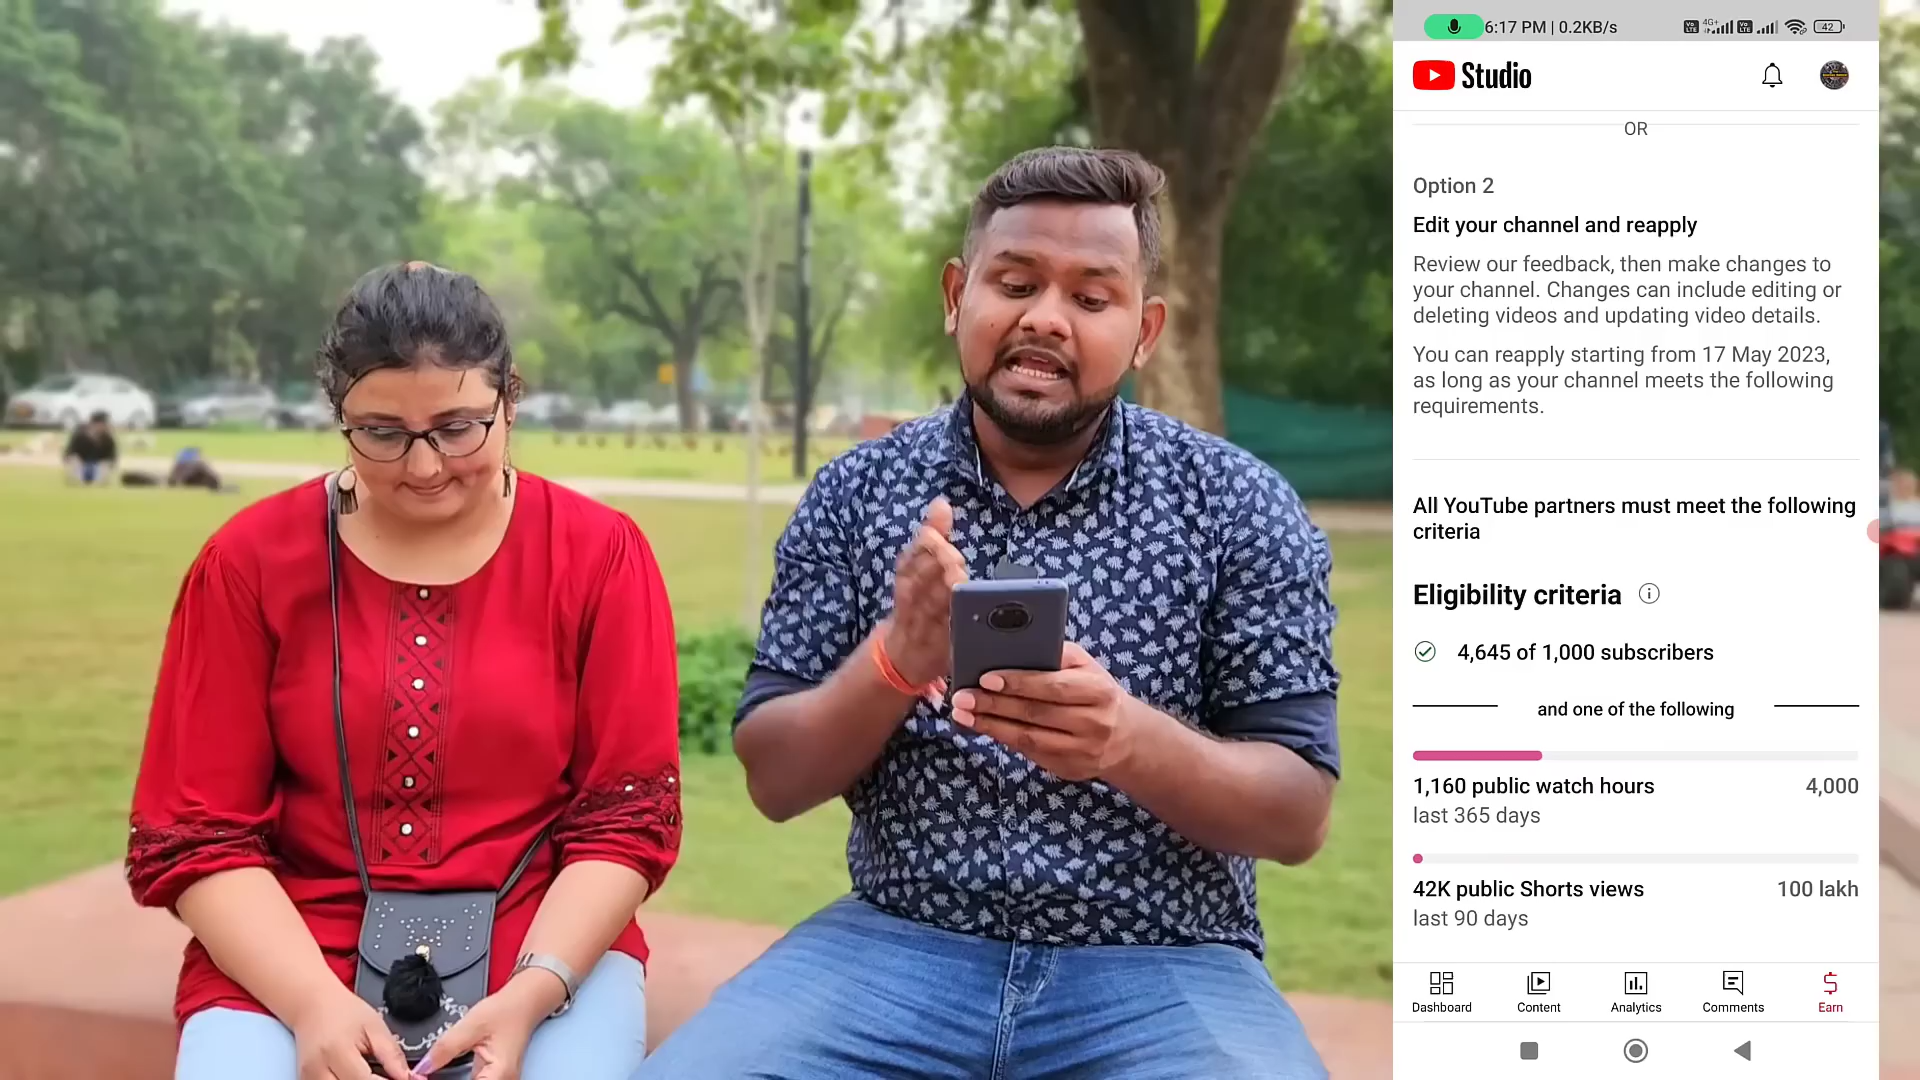 6:17 PM | 0.2KB/s
4G+
42
Studio
OR
Option 2
Edit your channel and reapply
Review our feedback, then make changes to
your channel. Changes can include editing or
deleting videos and updating video details.
You can reapply starting from 17 May 2023,
as long as your channel meets the following
requirements.
All YouTube partners must meet the following
criteria
Eligibility criteria
4,645 of 1,000 subscribers
and one of the following
1,160 public watch hours 4,000
last 365 days
42K public Shorts views 100 lakh
last 90 days
Dashboard Content Analytics Comments Earn